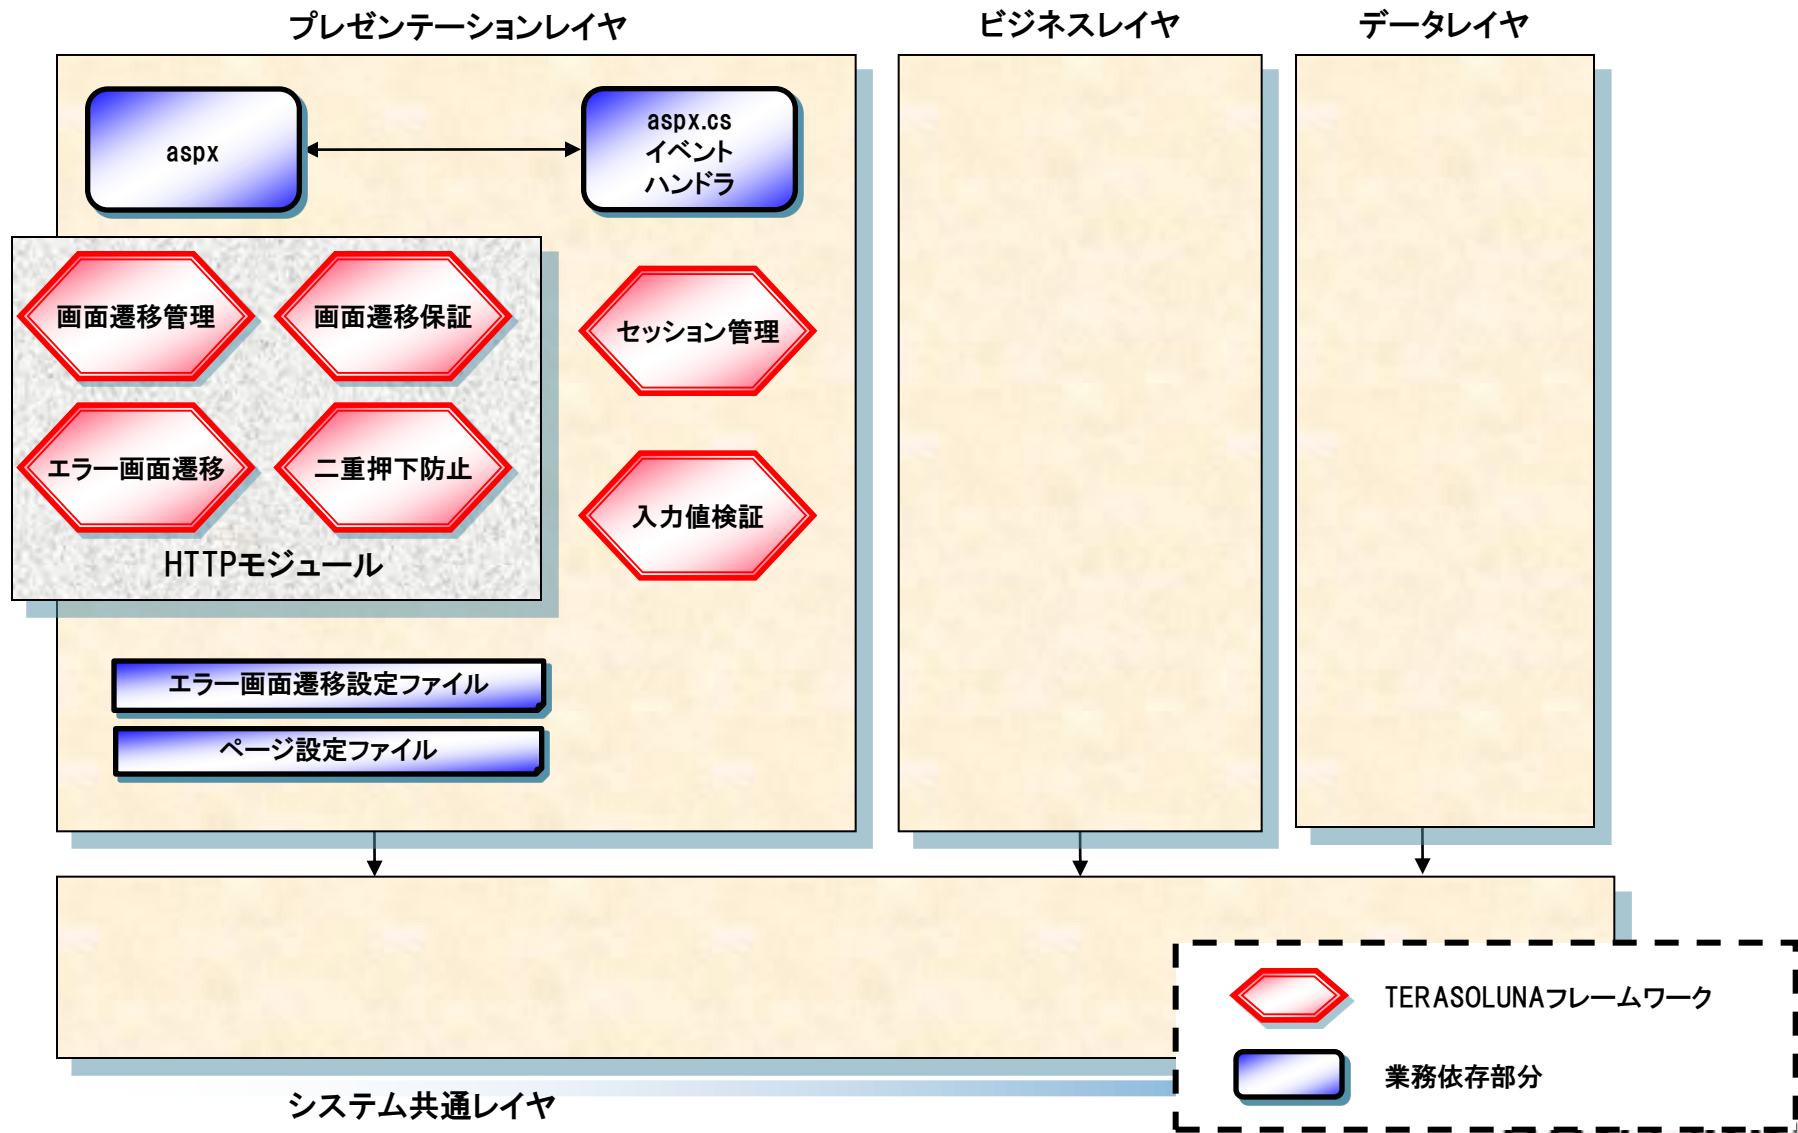 プレゼンテーションレイヤ
ビジネスレイヤ
データレイヤ
aspx
aspx.cs
イベント
ハンドラ
画面遷移管理
画面遷移保証
セッション管理
エラー画面遷移
二重押下防止
入力値検証
HTTPモジュール
エラー画面遷移設定ファイル
ページ設定ファイル
TERASOLUNAフレームワーク
業務依存部分
システム共通レイヤ